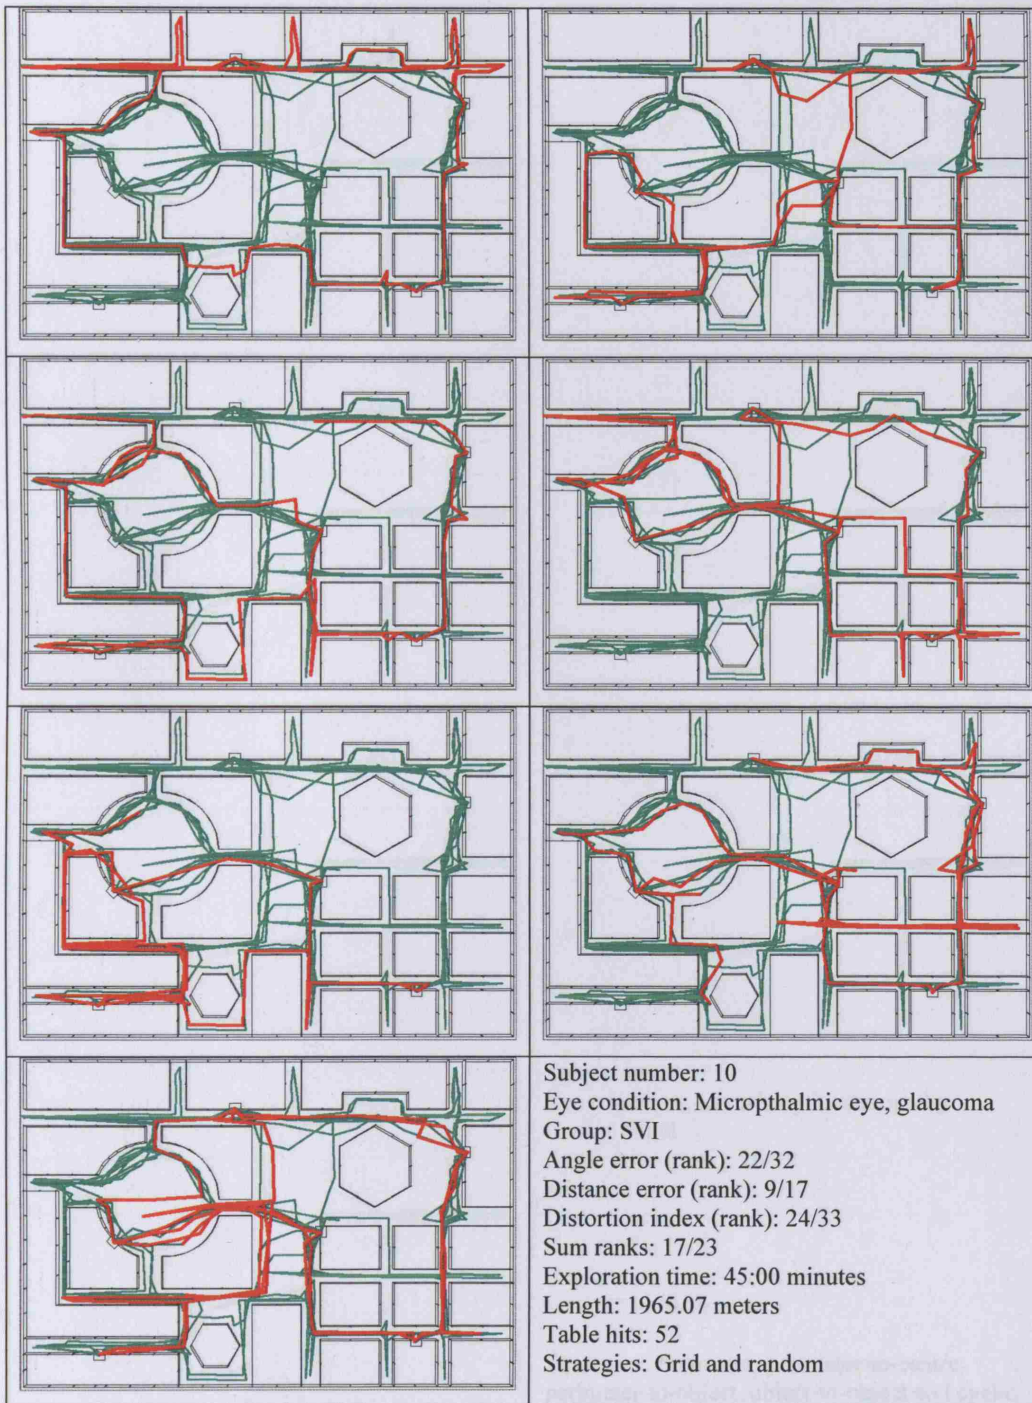 Subject number: 10
Eye condition: Micropthalmic eye, glaucoma
Group: SVI
Angle error (rank): 22/32
Distance error (rank): 9/17
Distortion index (rank): 24/33
Sum ranks: 17/23
Exploration time: 45:00 minutes
Length: 1965.07 meters
Table hits: 52
Strategies: Grid and random